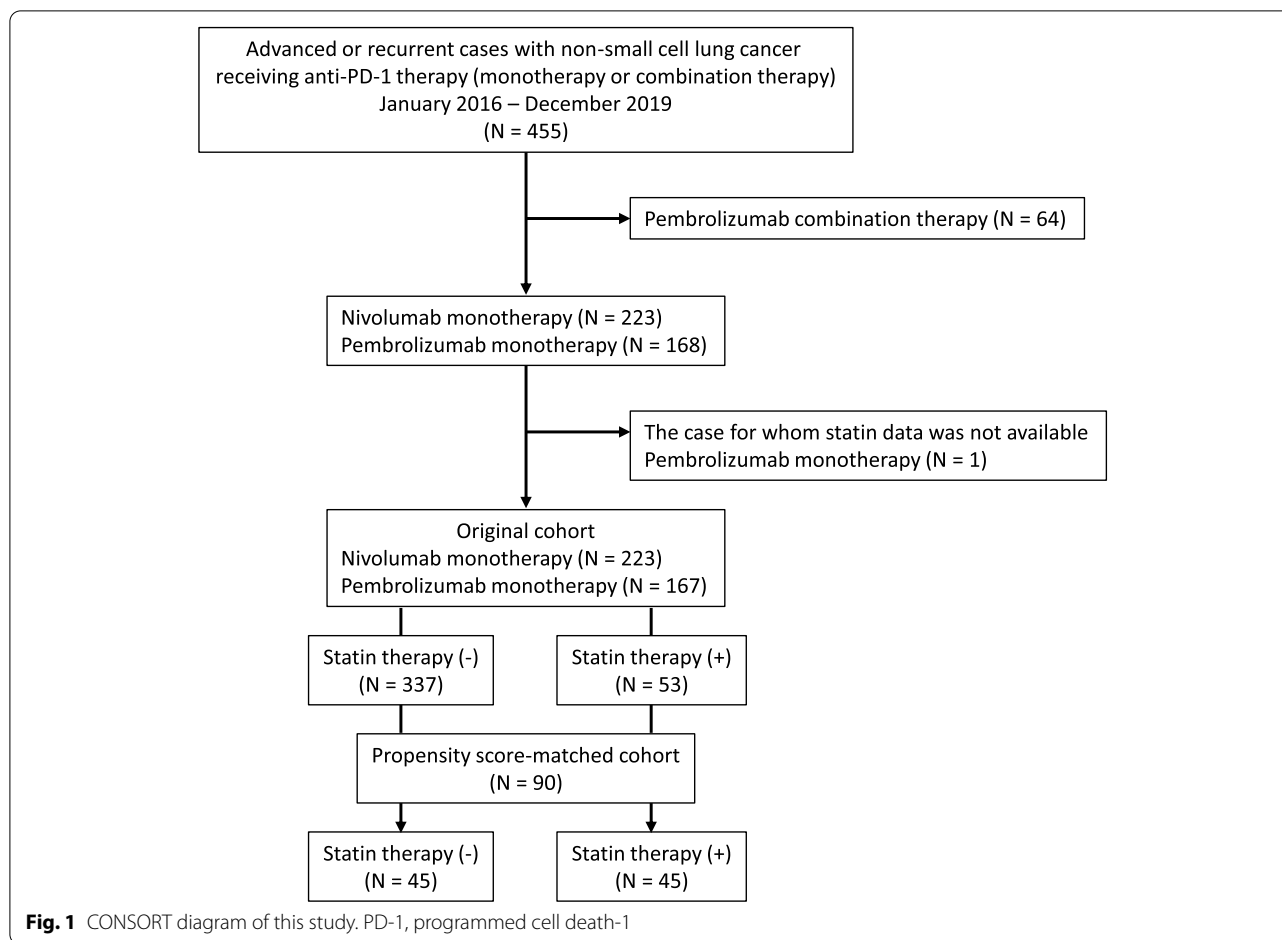 Advanced or recurrent cases with non-small cell lung cancer
receiving anti-PD-1 therapy (monotherapy or combination therapy)
January 2016 – December 2019
(N = 455)
Pembrolizumab combination therapy (N = 64)
Nivolumab monotherapy (N = 223)
Pembrolizumab monotherapy (N = 168)
The case for whom statin data was not available
Pembrolizumab monotherapy (N = 1)
Original cohort
Nivolumab monotherapy (N = 223)
Pembrolizumab monotherapy (N = 167)
Statin therapy (-)
(N = 337)
Statin therapy (+)
(N = 53)
Propensity score-matched cohort
(N = 90)
Statin therapy (-)
(N = 45)
Statin therapy (+)
(N = 45)
Fig. 1 CONSORT diagram of this study. PD-1, programmed cell death-1